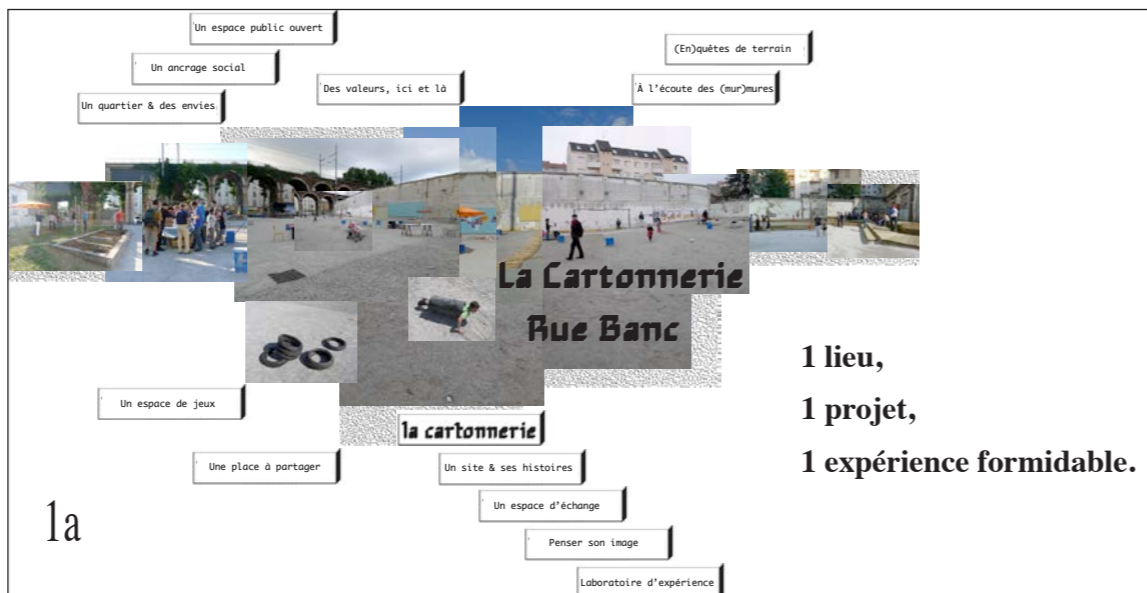 Un espace public ouvert
(En)quêtes de terrain
Un ancrage social
Des valeurs, ici et là
À l'écoute des (mur)mures
Un quartier & des envies
La Cartonnerie
Rue Banc
1 lieu,
1 projet,
1 expérience formidable.
Un espace de jeux
la cartonnerie
Une place à partager
Un site & ses histoires
Un espace d'échange
1a
Penser son image
Laboratoire d'expérience